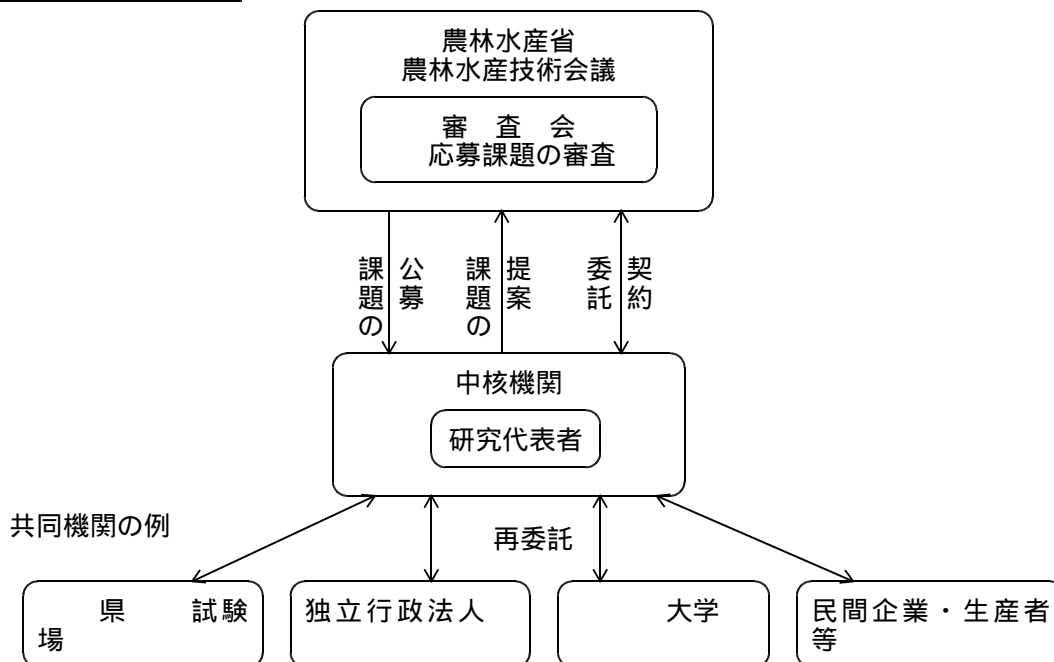 農林水産省
農林水産技術会議
審　査　会
応募課題の審査
課題の
公募
課題の
提案
委託
契約
中核機関
研究代表者
共同機関の例
再委託
県　　試験
場
独立行政法人
大学
民間企業・生産者
等